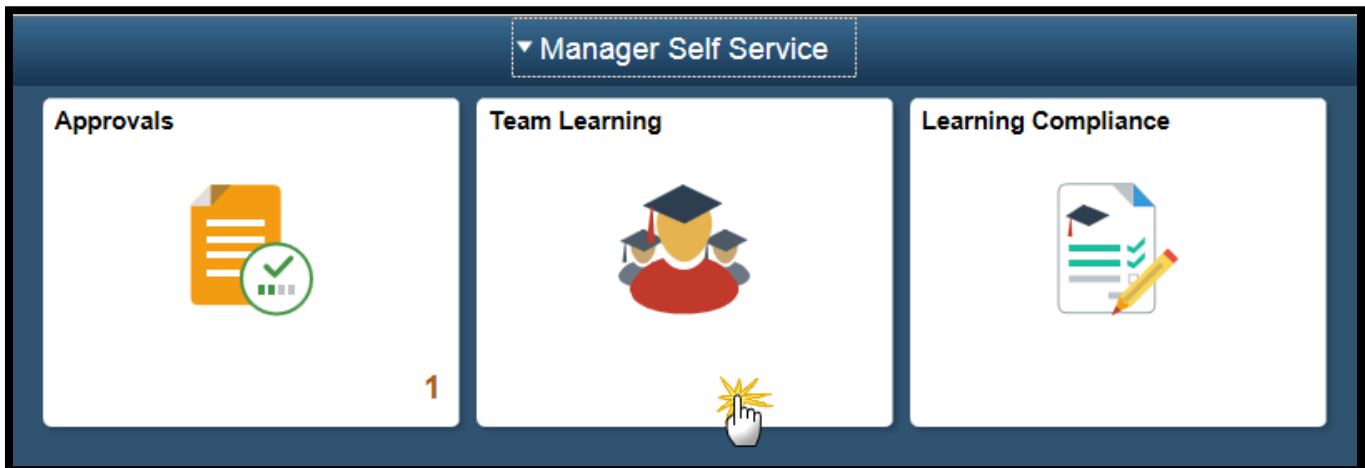 Manager Self Service
Approvals
Team Learning
Learning Compliance
1